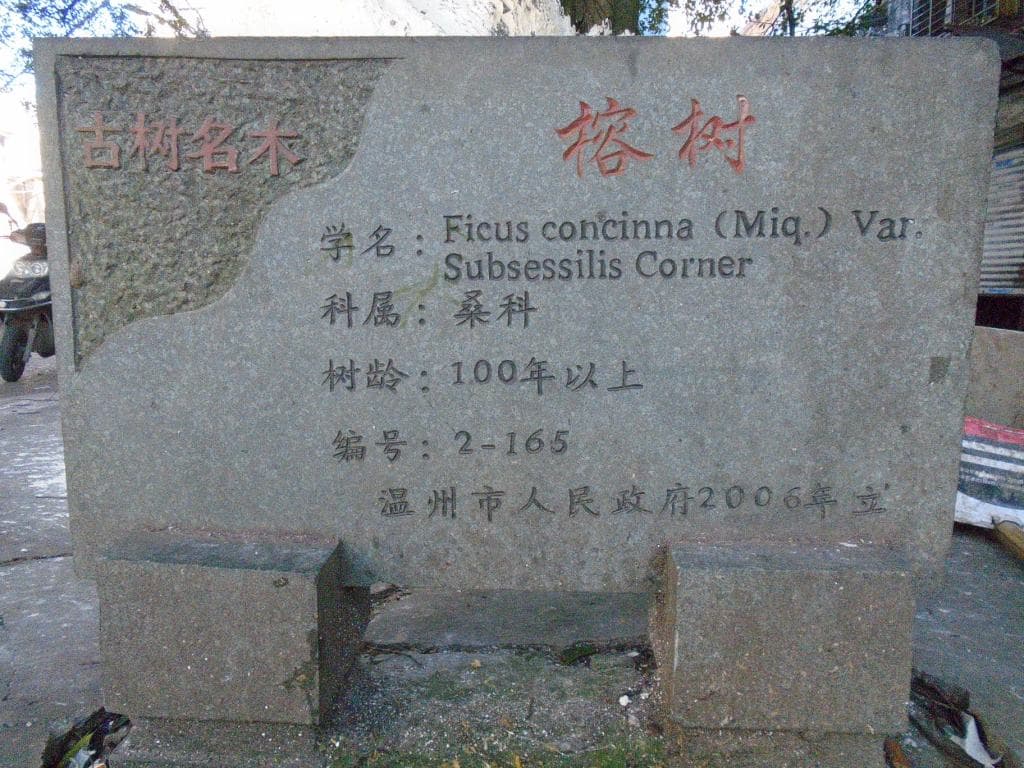 古树名木
榕树
学名：Ficus concinna（Miq.）Var.
Subsessilis Corner
科属：桑科
树龄：100年以上
编号：2-165
温州市人民政府2006年立